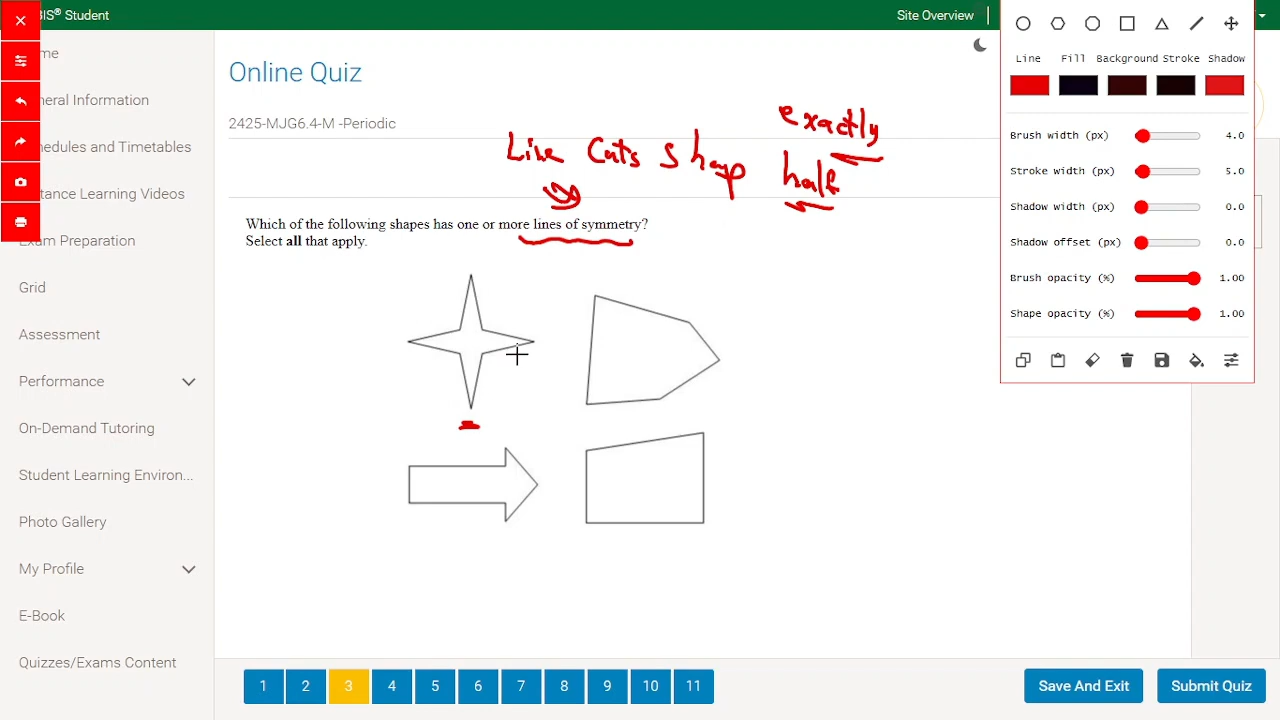 BIS® Student
Site Overview
me
neral Information
hedules and Timetables
tance Learning Videos
Exam Preparation
Grid
Assessment
Performance
On-Demand Tutoring
Student Learning Environ...
Photo Gallery
My Profile
E-Book
Quizzes/Exams Content
Online Quiz
2425-MJG6.4-M -Periodic
exactly
Line Cuts Shap half
Which of the following shapes has one or more lines of symmetry?
Select all that apply.
1 2 3 4 5 6 7 8 9 10 11
Save And Exit
Submit Quiz
Line Fill Background Stroke Shadow
Brush width (px) 4.0
Stroke width (px) 5.0
Shadow width (px) 0.0
Shadow offset (px) 0.0
Brush opacity (%) 1.00
Shape opacity (%) 1.00